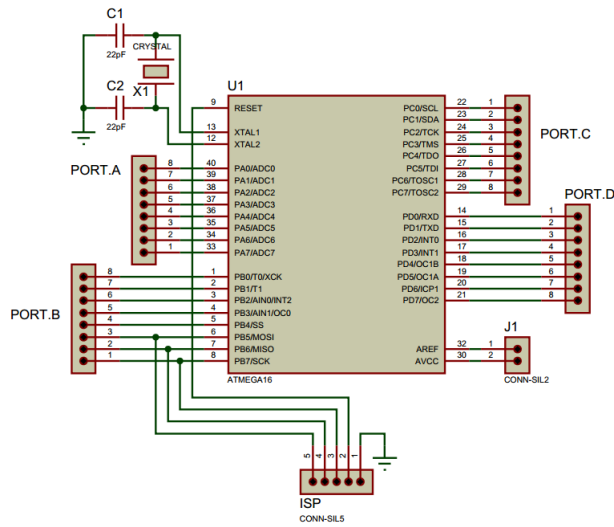 C1
22pF
CRYSTAL
C2
X1
22pF
U1
9 RESET
13 XTAL1
12 XTAL2
PC0/SCL 22 1
PC1/SDA 23 2
PC2/TCK 24 3
PC3/TMS 25 4
PC4/TDO 26 5
PC5/TDI 27 6
PC6/TOSC1 28 7
PC7/TOSC2 29 8
PORT.C
PORT.A
8 40 PA0/ADC0
7 39 PA1/ADC1
6 38 PA2/ADC2
5 37 PA3/ADC3
4 36 PA4/ADC4
3 35 PA5/ADC5
2 34 PA6/ADC6
1 33 PA7/ADC7
PORT.D
PD0/RXD 14 1
PD1/TXD 15 2
PD2/INT0 16 3
PD3/INT1 17 4
PD4/OC1B 18 5
PD5/OC1A 19 6
PD6/ICP1 20 7
PD7/OC2 21 8
PORT.B
8 1 PB0/T0/XCK
7 2 PB1/T1
6 3 PB2/AIN0/INT2
5 4 PB3/AIN1/OC0
4 5 PB4/SS
3 6 PB5/MOSI
2 7 PB6/MISO
1 8 PB7/SCK
J1
AREF 32 1
AVCC 30 2
CONN-SIL2
ATMEGA16
5 4 3 2 1
ISP
CONN-SIL5